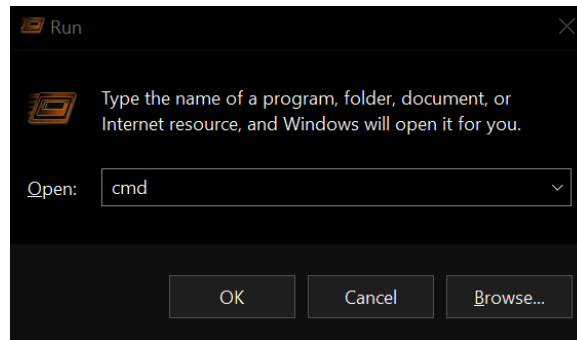 Run
Type the name of a program, folder, document, or
Internet resource, and Windows will open it for you.
Open: cmd
OK Cancel Browse...